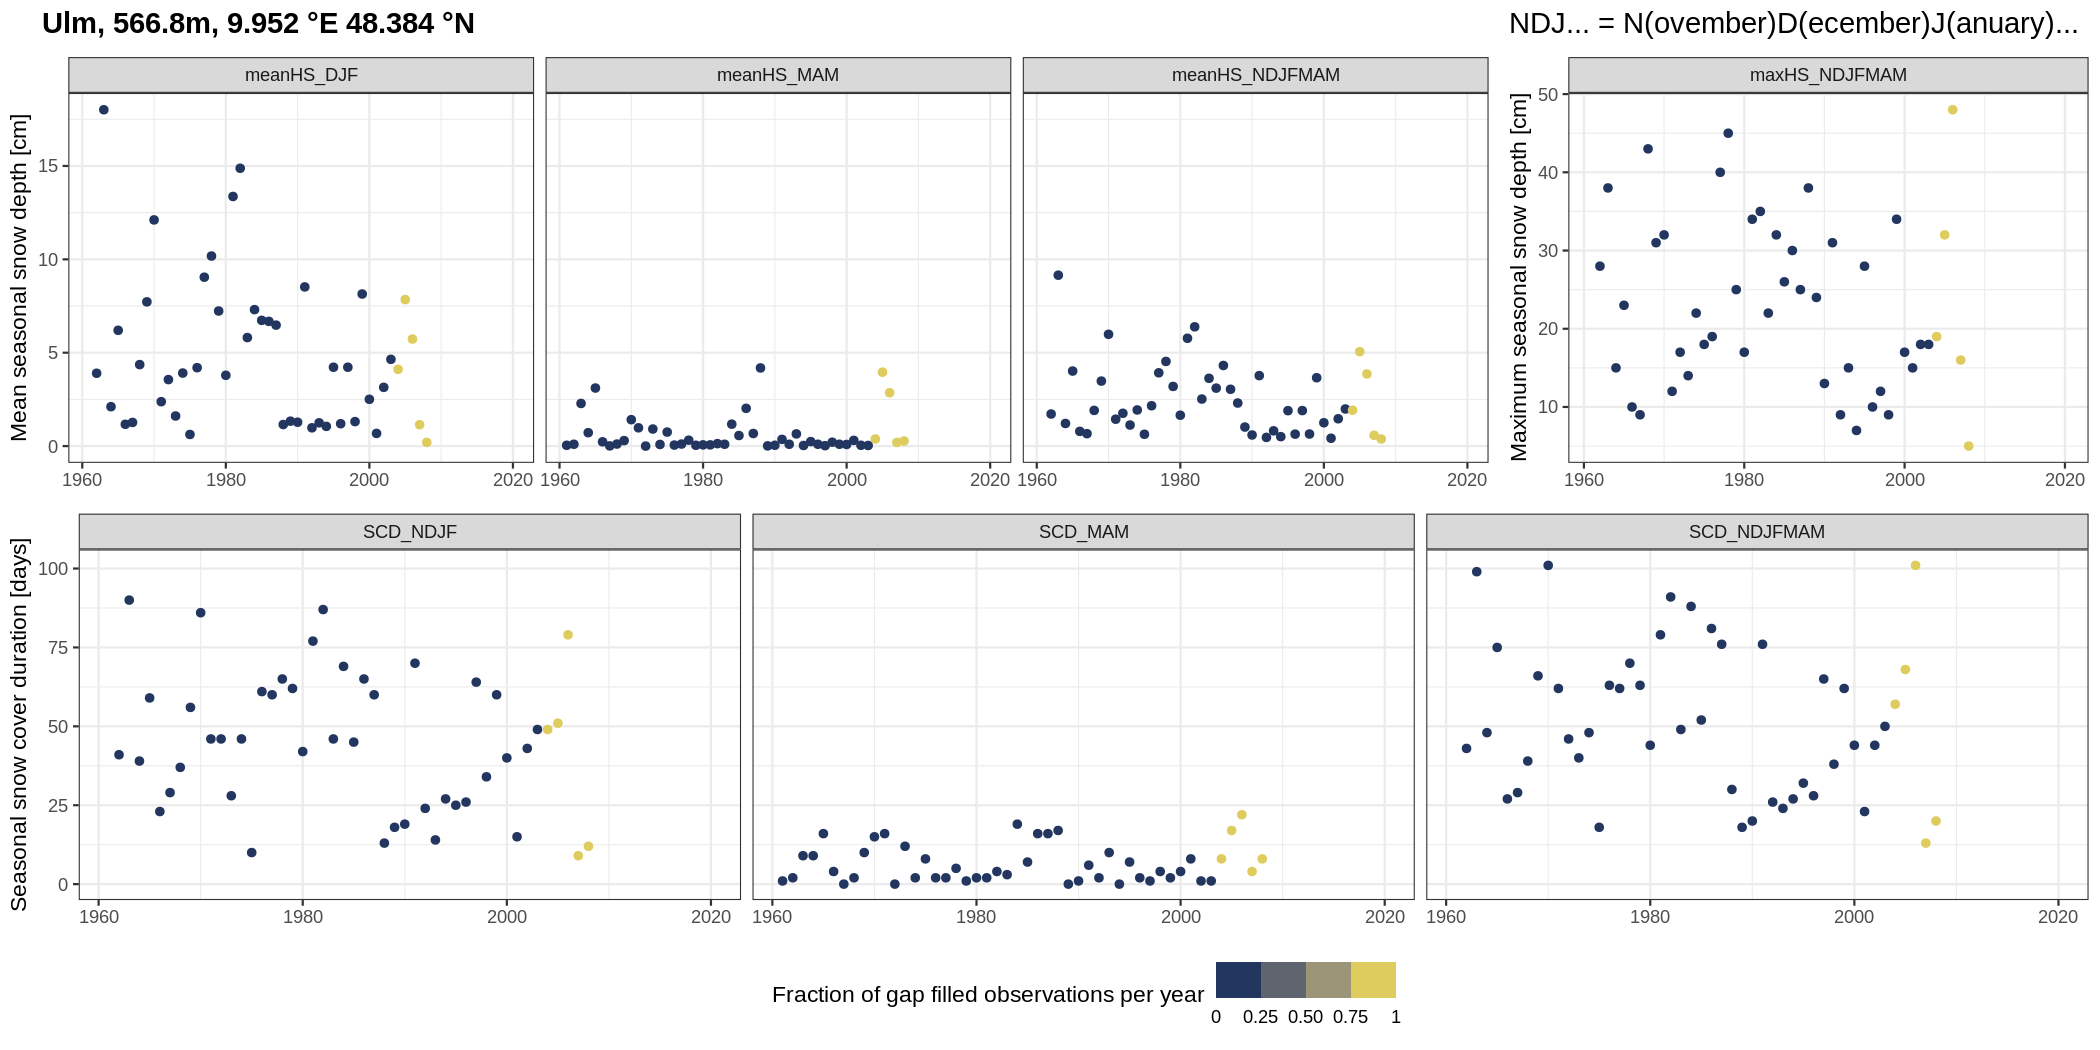 Ulm, 566.8m, 9.952 °E 48.384 °N
NDJ... = N(ovember)D(ecember)J(anuary)...
meanHS_DJF
meanHS_MAM
meanHS_NDJFMAM
maxHS_NDJFMAM
Mean seasonal snow depth [cm]
15
10
5
0
1960 1980 2000 2020
1960 1980 2000 2020
1960 1980 2000 2020
Maximum seasonal snow depth [cm]
50
40
30
20
10
1960 1980 2000 2020
SCD_NDJF
SCD_MAM
SCD_NDJFMAM
Seasonal snow cover duration [days]
100
75
50
25
0
1960 1980 2000 2020
1960 1980 2000 2020
1960 1980 2000 2020
Fraction of gap filled observations per year
0 0.25 0.50 0.75 1